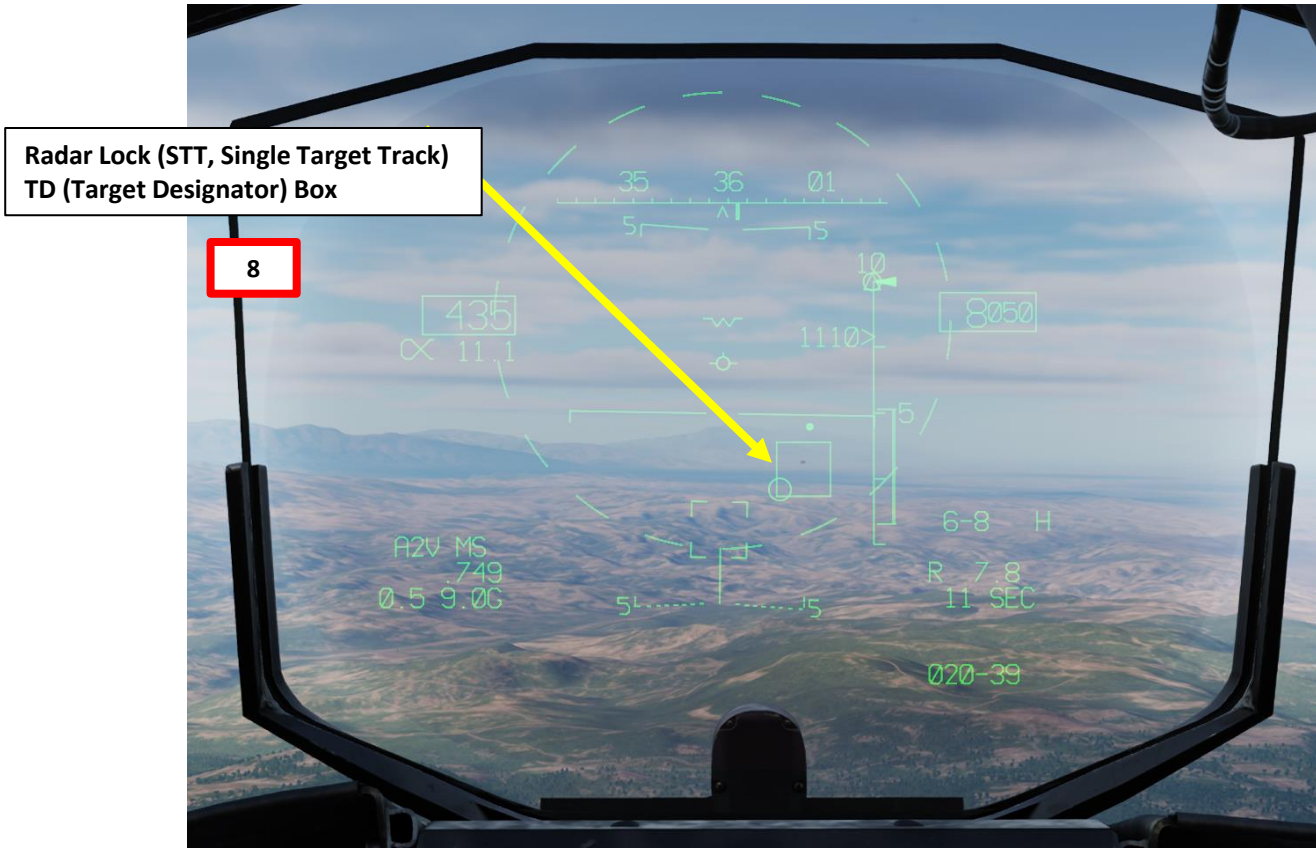 Radar Lock (STT, Single Target Track)
TD (Target Designator) Box
8
35 36 01
5 5
10
0
435
8050
α 11.1
1110>
5
6-8 H
A2V MS
.749
0.5 9.0G
R 7.8
11 SEC
5 5
020-39